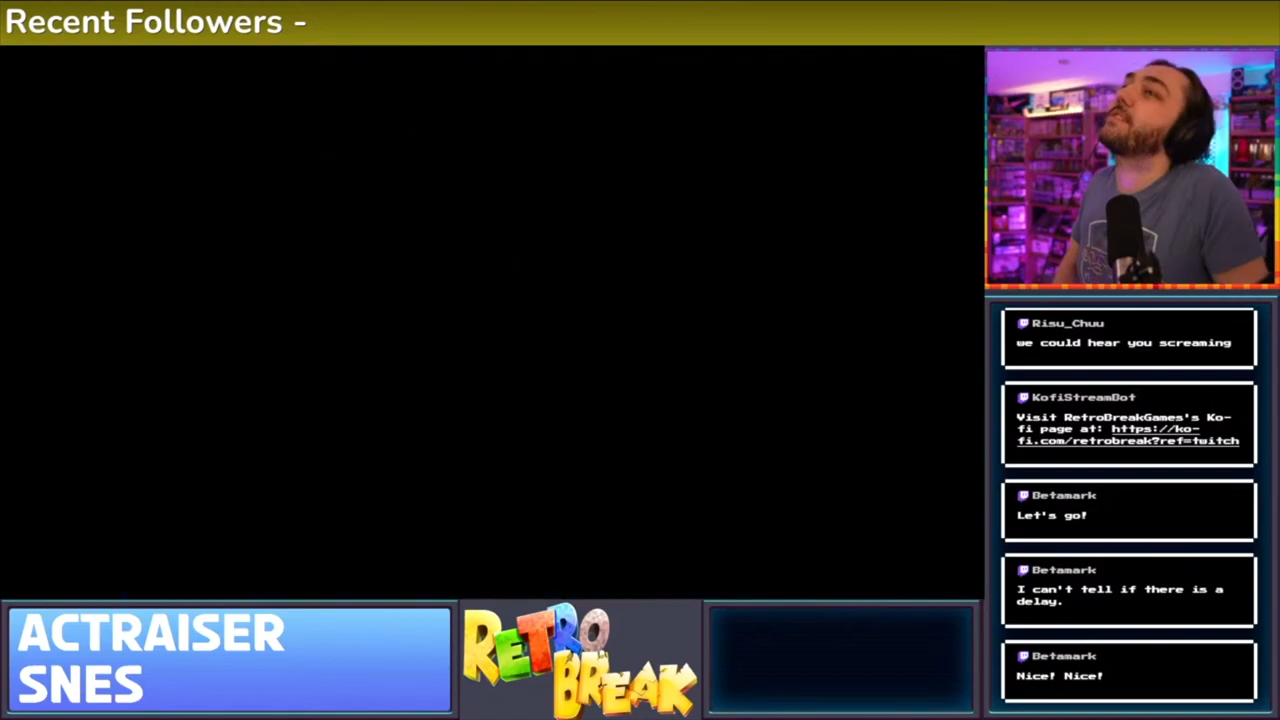 Recent Followers -
Risu_Chuu
we could hear you screaming
KofiStreamBot
Visit RetroBreakGames's Ko-
fi page at: https://ko-
fi.com/retrobreak?ref=twitch
Betamark
Let's go!
Betamark
I can't tell if there is a
delay.
Betamark
Nice! Nice!
ACTRAISER
SNES
RETRO
BREAK